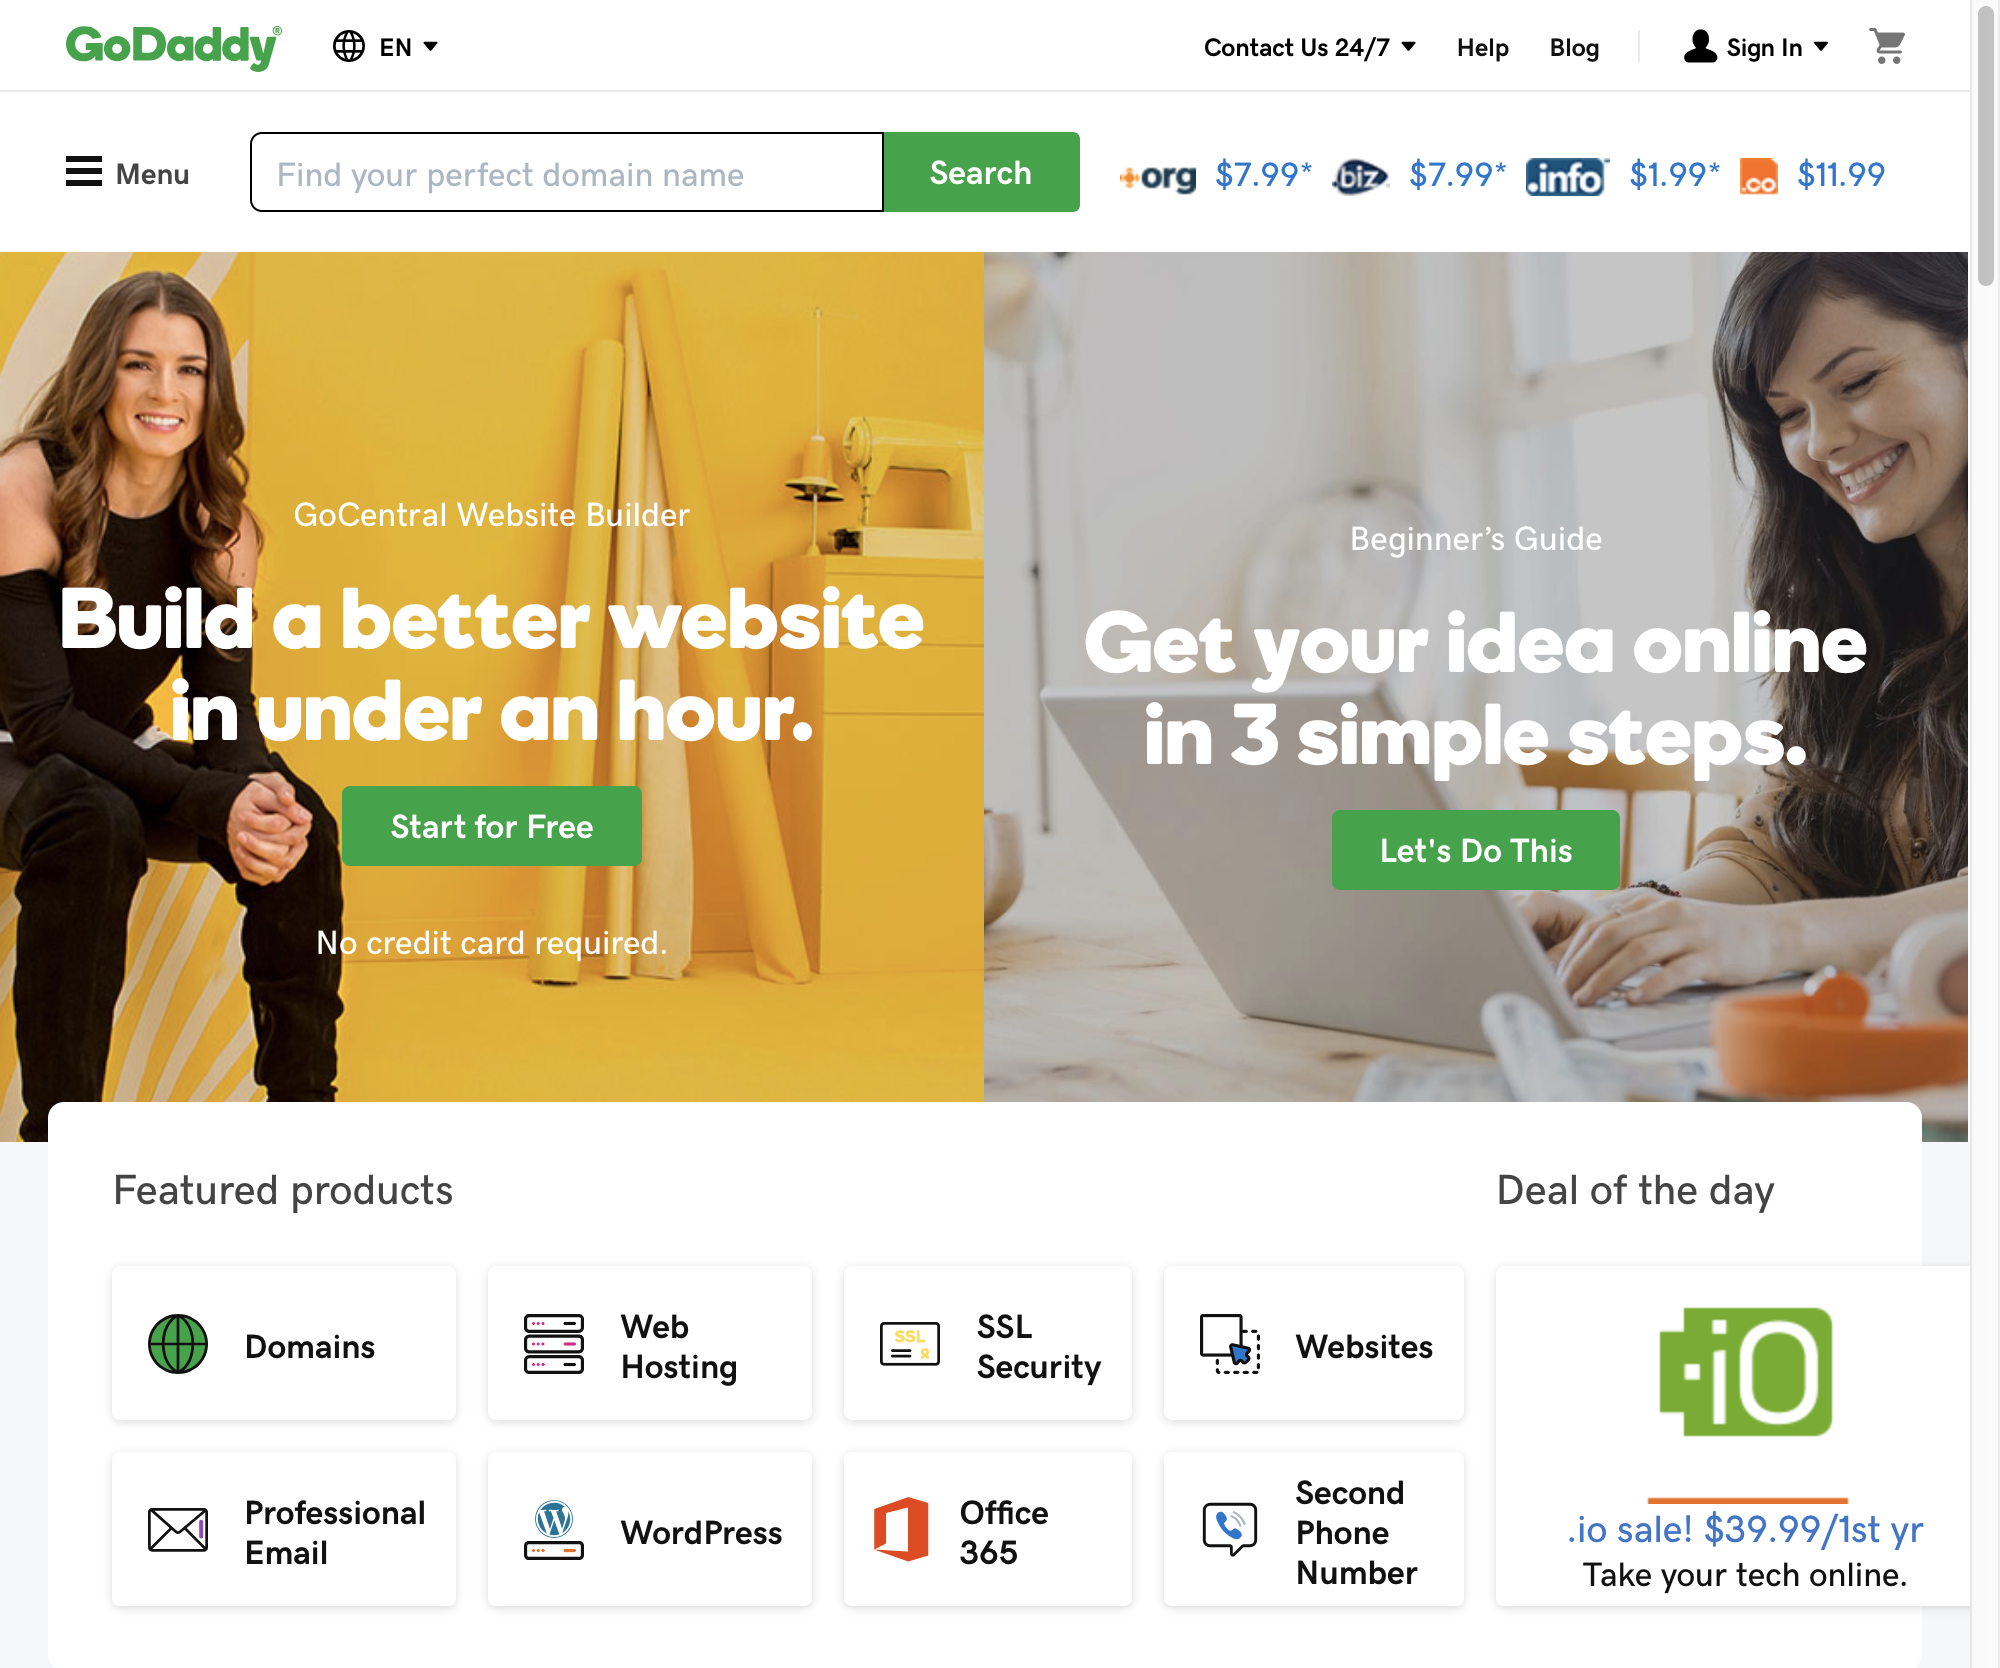 GoDaddy®
EN
Contact Us 24/7
Help
Blog
Sign In
Menu
Find your perfect domain name
Search
org $7.99*
.biz $7.99*
.info $1.99*
.co $11.99
GoCentral Website Builder
Build a better website
in under an hour.
Start for Free
No credit card required.
Beginner’s Guide
Get your idea online
in 3 simple steps.
Let's Do This
Featured products
Domains
Web
Hosting
SSL
SSL
Security
Websites
Professional
Email
WordPress
Office
365
Second
Phone
Number
Deal of the day
.iO
.io sale! $39.99/1st yr
Take your tech online.